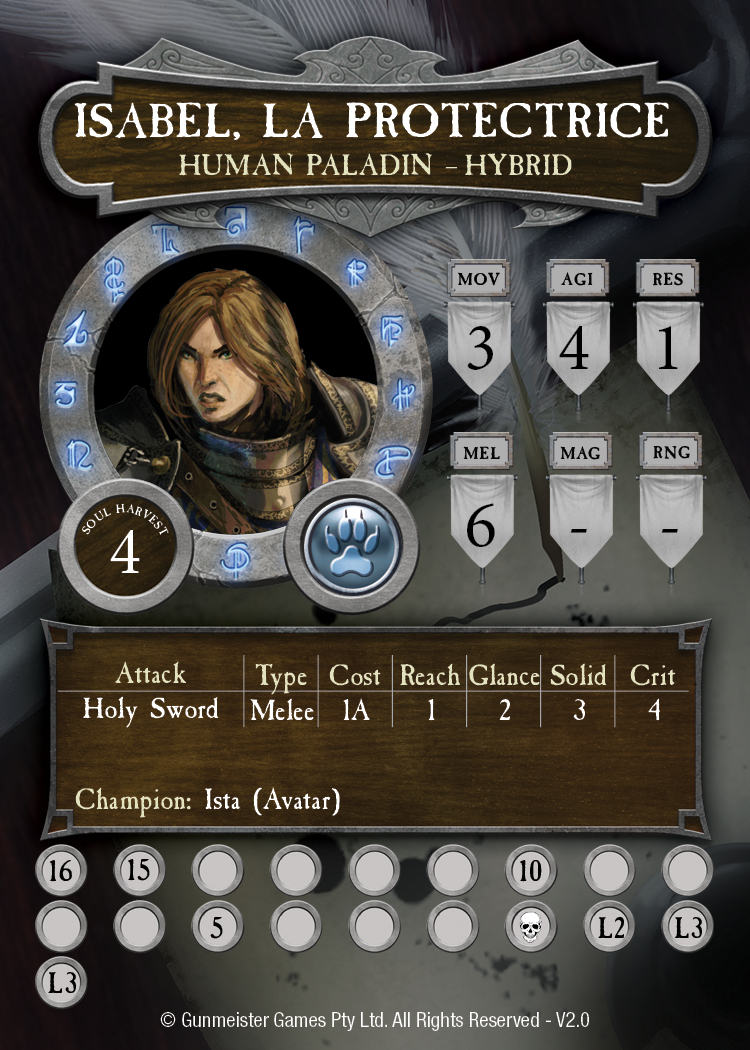 ISABEL, LA PROTECTRICE
HUMAN PALADIN – HYBRID
MOV AGI RES
3 4 1
MEL MAG RNG
6 - -
SOUL HARVEST
4
Attack Type Cost Reach Glance Solid Crit
Holy Sword Melee 1A 1 2 3 4
Champion: Ista (Avatar)
16 15 10
5 L2 L3
L3
© Gunmeister Games Pty Ltd. All Rights Reserved - V2.0